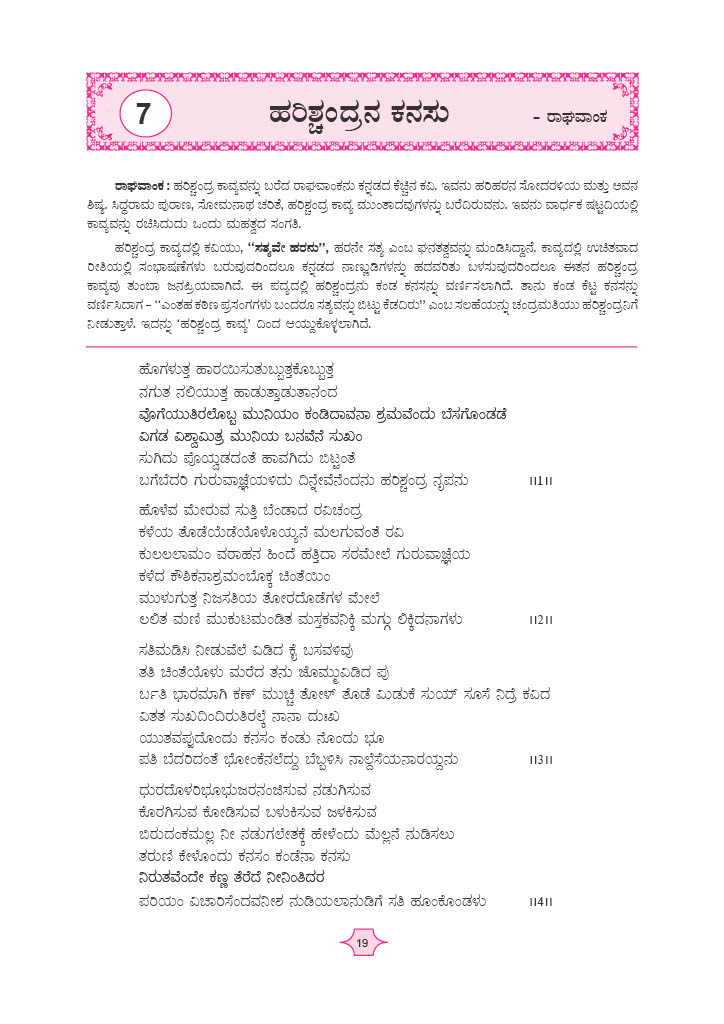 7
ಹರಿಶ್ಚಂದ್ರನ ಕನಸು
- ರಾಘವಾಂಕ
ರಾಘವಾಂಕ : ಹರಿಶ್ಚಂದ್ರ ಕಾವ್ಯವನ್ನು ಬರೆದ ರಾಘವಾಂಕನು ಕನ್ನಡದ ಕೆಚ್ಚಿನ ಕವಿ. ಇವನು ಹರಿಹರನ ಸೋದರಳಿಯ ಮತ್ತು ಅವನ
ಶಿಷ್ಯ. ಸಿದ್ಧರಾಮ ಪುರಾಣ, ಸೋಮನಾಥ ಚರಿತೆ, ಹರಿಶ್ಚಂದ್ರ ಕಾವ್ಯ ಮುಂತಾದವುಗಳನ್ನು ಬರೆದಿರುವನು. ಇವನು ವಾರ್ಧಕ ಷಟ್ಪದಿಯಲ್ಲಿ
ಕಾವ್ಯವನ್ನು ರಚಿಸಿದುದು ಒಂದು ಮಹತ್ವದ ಸಂಗತಿ.
ಹರಿಶ್ಚಂದ್ರ ಕಾವ್ಯದಲ್ಲಿ ಕವಿಯು, “ಸತ್ಯವೇ ಹರನು”, ಹರನೇ ಸತ್ಯ ಎಂಬ ಘನತತ್ವವನ್ನು ಮಂಡಿಸಿದ್ದಾನೆ. ಕಾವ್ಯದಲ್ಲಿ ಉಚಿತವಾದ
ರೀತಿಯಲ್ಲಿ ಸಂಭಾಷಣೆಗಳು ಬರುವುದರಿಂದಲೂ ಕನ್ನಡದ ನಾಣ್ಣುಡಿಗಳನ್ನು ಹದವರಿತು ಬಳಸುವುದರಿಂದಲೂ ಈತನ ಹರಿಶ್ಚಂದ್ರ
ಕಾವ್ಯವು ತುಂಬಾ ಜನಪ್ರಿಯವಾಗಿದೆ. ಈ ಪದ್ಯದಲ್ಲಿ ಹರಿಶ್ಚಂದ್ರನು ಕಂಡ ಕನಸನ್ನು ವರ್ಣಿಸಲಾಗಿದೆ. ತಾನು ಕಂಡ ಕೆಟ್ಟ ಕನಸನ್ನು
ವರ್ಣಿಸಿದಾಗ – “ಎಂತಹ ಕಠಿಣ ಪ್ರಸಂಗಗಳು ಬಂದರೂ ಸತ್ಯವನ್ನು ಬಿಟ್ಟು ಕೆಡದಿರು” ಎಂಬ ಸಲಹೆಯನ್ನು ಚಂದ್ರಮತಿಯು ಹರಿಶ್ಚಂದ್ರನಿಗೆ
ನೀಡುತ್ತಾಳೆ. ಇದನ್ನು ‘ಹರಿಶ್ಚಂದ್ರ ಕಾವ್ಯ’ ದಿಂದ ಆಯ್ದುಕೊಳ್ಳಲಾಗಿದೆ.
ಹೊಗಳುತ್ತ ಹಾರಯಿಸುತುಬ್ಬುತ್ತಕೊಬ್ಬುತ್ತ
ನಗುತ ನಲಿಯುತ್ತ ಹಾಡುತ್ತಾಡುತಾನಂದ
ವೊಗೆಯುತಿರಲೊಬ್ಬ ಮುನಿಯಂ ಕಂಡಿದಾವನಾ ಶ್ರಮವೆಂದು ಬೆಸಗೊಂಡಡೆ
ವಿಗಡ ವಿಶ್ವಾಮಿತ್ರ ಮುನಿಯ ಬನವೆನೆ ಸುಖಂ
ಸುಗಿದು ಪೊಯ್ವಡದಂತೆ ಹಾವಗಿದು ಬಿಟ್ಟಂತೆ
ಬಗೆಬೆದರಿ ಗುರುವಾಜ್ಞೆಯಳಿದು ದಿನ್ನೇವೆನೆಂದನು ಹರಿಶ್ಚಂದ್ರ ನೃಪನು ॥1॥
ಹೊಳೆವ ಮೇರುವ ಸುತ್ತಿ ಬೆಂಡಾದ ರವಿಚಂದ್ರ
ಕಳೆಯ ತೊಡೆಯೆಡೆಯೊಳೊಯ್ಯನೆ ಮಲಗುವಂತೆ ರವಿ
ಕುಲಲಲಾಮಂ ವರಾಹನ ಹಿಂದೆ ಹತ್ತಿದಾ ಸರಮೇಲೆ ಗುರುವಾಜ್ಞೆಯ
ಕಳೆದ ಕೌಶಿಕನಾಶ್ರಮಂಬೊಕ್ಕ ಚಿಂತೆಯಿಂ
ಮುಳುಗುತ್ತ ನಿಜಸತಿಯ ತೋರದೊಡೆಗಳ ಮೇಲೆ
ಲಲಿತ ಮಣಿ ಮುಕುಟಮಂಡಿತ ಮಸ್ತಕವನಿಕ್ಕಿ ಮಗ್ಗು ಲಿಕ್ಕಿದನಾಗಳು ॥2॥
ಸತಿಮಡಿಸಿ ನೀಡುವೆಲೆ ವಿಡಿದ ಕೈ ಬಸವಳಿವು
ತತಿ ಚಿಂತೆಯೊಳು ಮರೆದ ತನು ಜೊಮ್ಮುವಿಡಿದ ಪು
ರ್ಬತಿ ಭಾರಮಾಗಿ ಕಣ್ ಮುಚ್ಚಿ ತೋಳ್ ತೊಡೆ ಮಿಡುಕೆ ಸುಯ್ ಸೂಸೆ ನಿದ್ರೆ ಕವಿದ
ವಿತತ ಸುಖದಿಂದಿರುತಿರಲ್ಕೆ ನಾನಾ ದುಃಖ
ಯುತವಪ್ಪುದೊಂದು ಕನಸಂ ಕಂಡು ನೊಂದು ಭೂ
ಪತಿ ಬೆದರಿದಂತೆ ಭೋಂಕೆನಲೆದ್ದು ಬೆಬ್ಬಳಿಸಿ ನಾಲ್ದೆಸೆಯನಾರಯ್ದನು ॥3॥
ಧುರದೊಳರಿಭೂಭುಜರನಂಜಿಸುವ ನಡುಗಿಸುವ
ಕೊರಗಿಸುವ ಕೋಡಿಸುವ ಬಳುಕಿಸುವ ಜಳಕಿಸುವ
ಬಿರುದಂಕಮಲ್ಲ ನೀ ನಡುಗಲೇತಕ್ಕೆ ಹೇಳೆಂದು ಮೆಲ್ಲನೆ ನುಡಿಸಲು
ತರುಣಿ ಕೇಳೊಂದು ಕನಸಂ ಕಂಡೆನಾ ಕನಸು
ನಿರುತವೆಂದೇ ಕಣ್ಣ ತೆರೆದೆ ನೀನಿಂತಿದರ
ಪರಿಯಂ ವಿಚಾರಿಸೆಂದವನೀಶ ನುಡಿಯಲಾನುಡಿಗೆ ಸತಿ ಹೂಂಕೊಂಡಳು ॥4॥
19